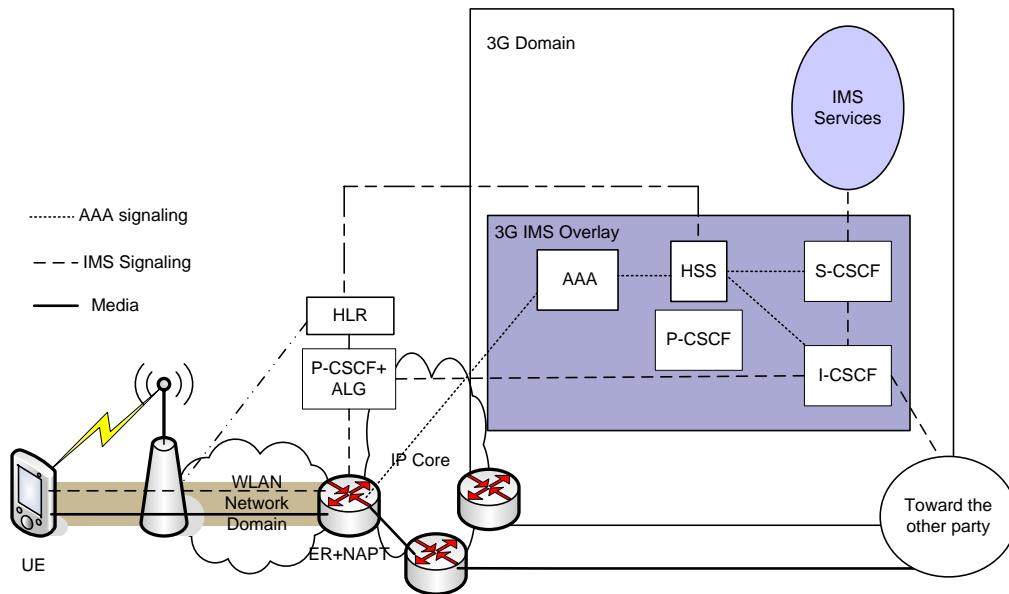 3G Domain
IMS
Services
AAA signaling
IMS Signaling
Media
3G IMS Overlay
AAA
HSS
S-CSCF
P-CSCF
I-CSCF
HLR
P-CSCF+
ALG
IP Core
WLAN
Network
Domain
UE
ER+NAPT
Toward the
other party